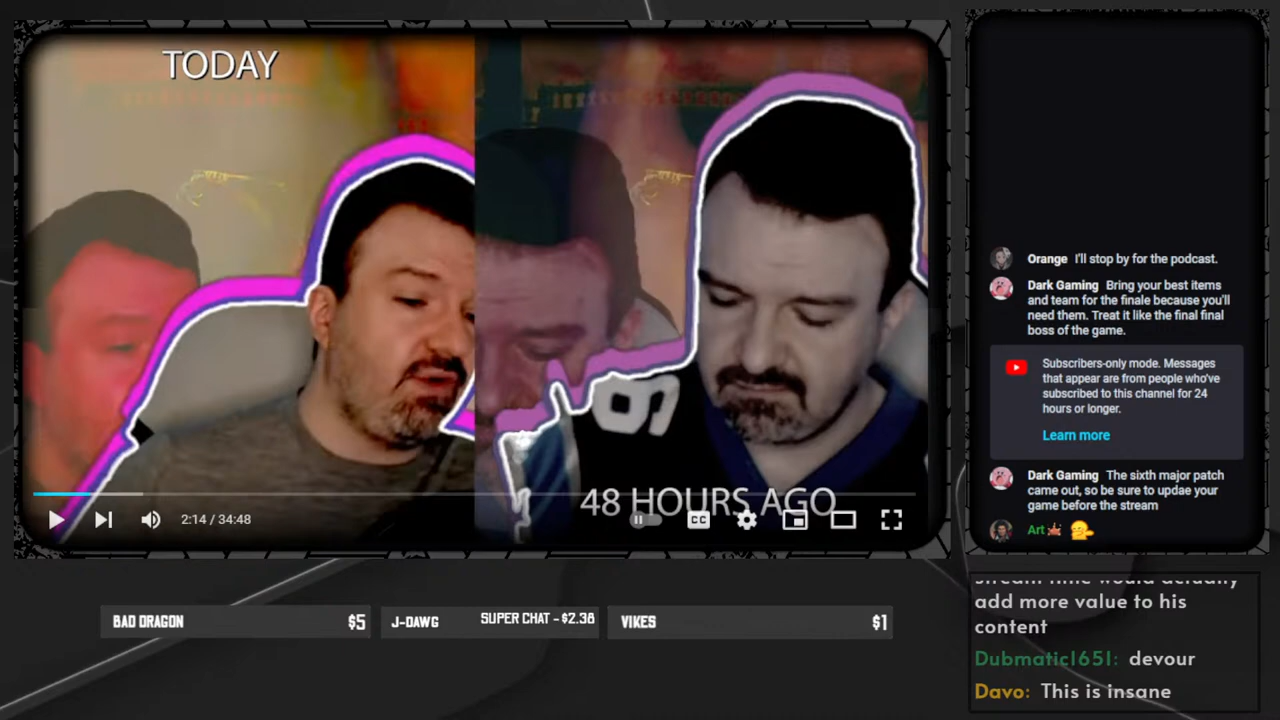 TODAY
48 HOURS AGO
2:14 / 34:48
CC
BAD DRAGON $5
J-DAWG SUPER CHAT - $2.38
VIKES $1
Orange I'll stop by for the podcast.
Dark Gaming Bring your best items
and team for the finale because you'll
need them. Treat it like the final final
boss of the game.
Subscribers-only mode. Messages
that appear are from people who've
subscribed to this channel for 24
hours or longer.
Learn more
Dark Gaming The sixth major patch
came out, so be sure to updae your
game before the stream
Art
stream time would actually
add more value to his
content
Dubmatic1651: devour
Davo: This is insane